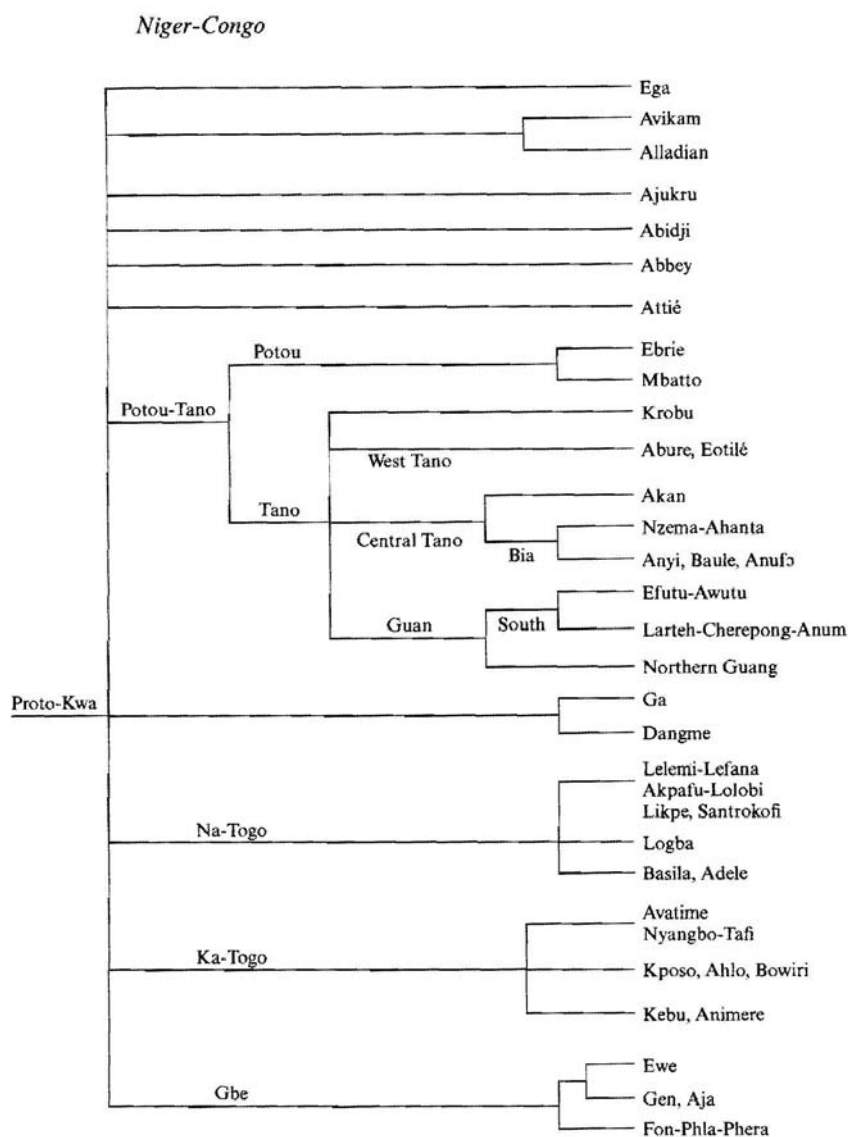 Niger-Congo
Ega
Avikam
Alladian
Ajukru
Abidji
Abbey
Attié
Potou
Ebrie
Mbatto
Potou-Tano
Krobu
West Tano
Abure, Eotilé
Akan
Tano
Central Tano
Nzema-Ahanta
Bia
Anyi, Baule, Anufɔ
Efutu-Awutu
Guan
South
Larteh-Cherepong-Anum
Northern Guang
Proto-Kwa
Ga
Dangme
Lelemi-Lefana
Akpafu-Lolobi
Likpe, Santrokofi
Na-Togo
Logba
Basila, Adele
Avatime
Nyangbo-Tafi
Ka-Togo
Kposo, Ahlo, Bowiri
Kebu, Animere
Ewe
Gbe
Gen, Aja
Fon-Phla-Phera